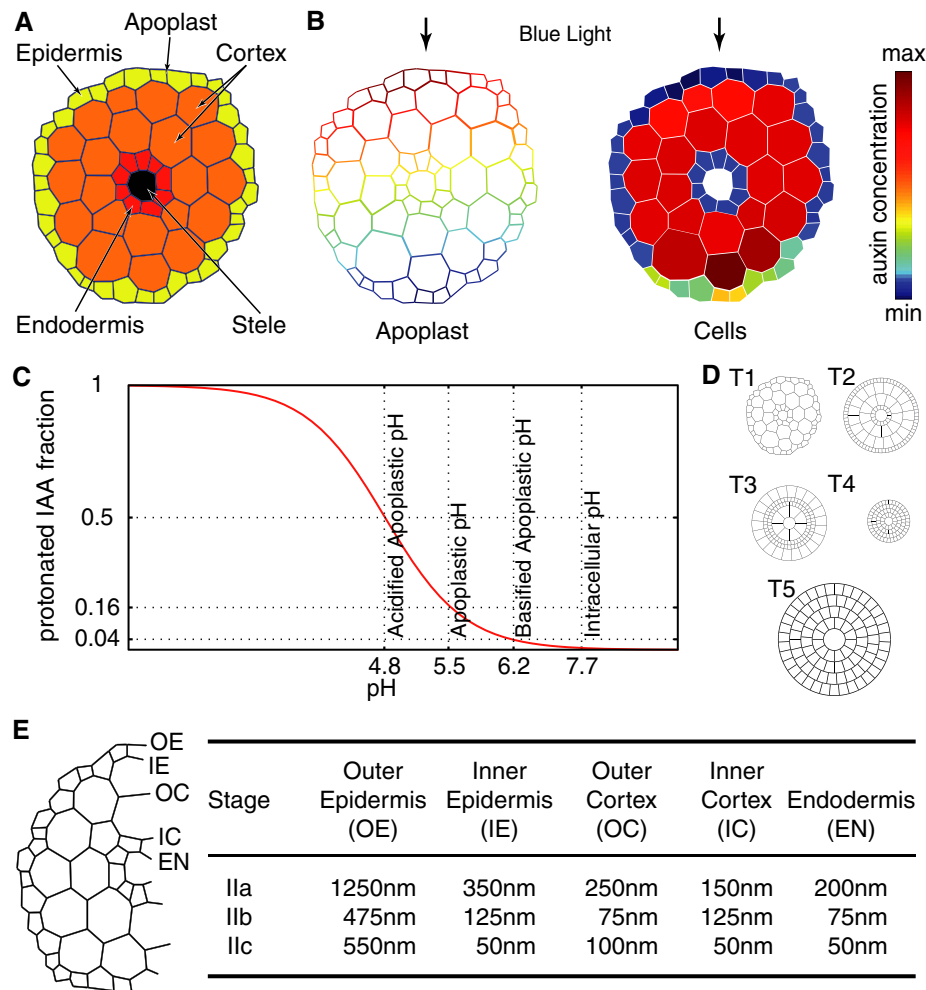 A
Apoplast
Epidermis
Cortex
Endodermis
Stele
B
Blue Light
Apoplast
Cells
max
auxin concentration
min
C
protonated IAA fraction
1
0.5
0.16
0.04
Acidified Apoplastic pH
Apoplastic pH
Basified Apoplastic pH
Intracellular pH
4.8 5.5 6.2 7.7
pH
D
T1 T2
T3 T4
T5
E
OE
IE
OC
IC
EN
Stage Outer Epidermis (OE) Inner Epidermis (IE) Outer Cortex (OC) Inner Cortex (IC) Endodermis (EN)
IIa 1250nm 350nm 250nm 150nm 200nm
IIb 475nm 125nm 75nm 125nm 75nm
IIc 550nm 50nm 100nm 50nm 50nm